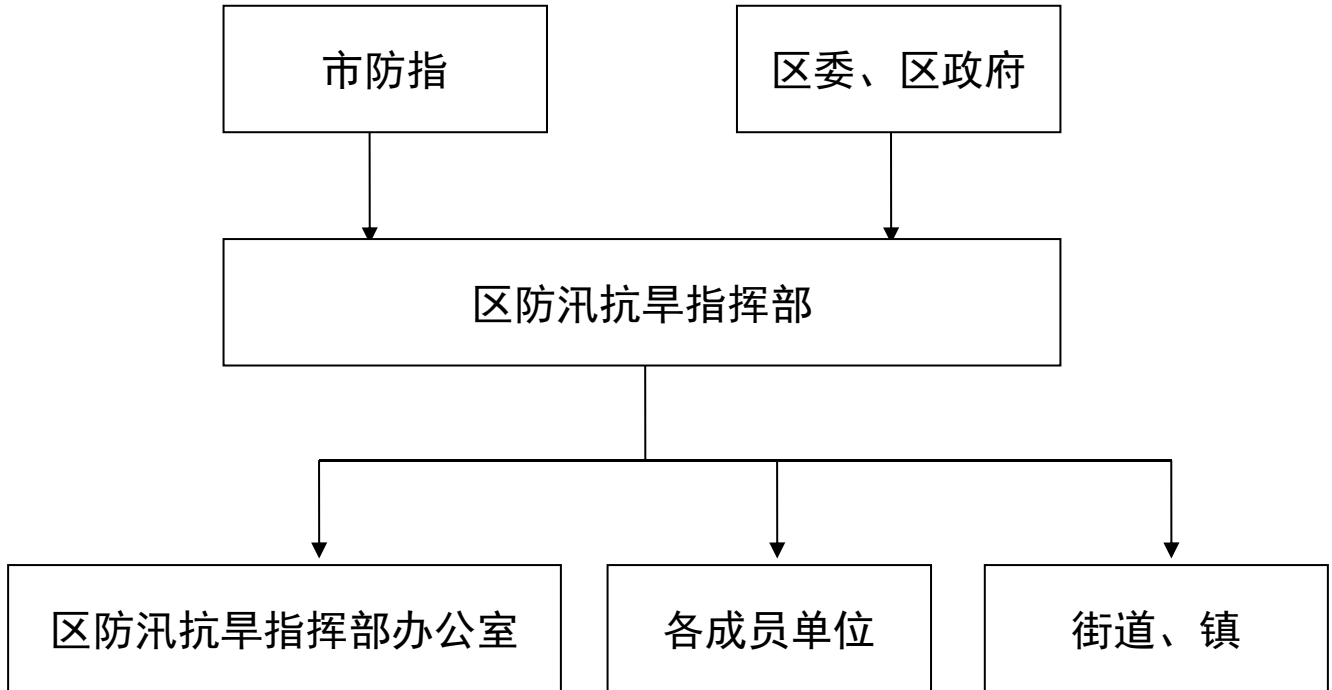 市防指
区委、区政府
区防汛抗旱指挥部
区防汛抗旱指挥部办公室
各成员单位
街道、镇